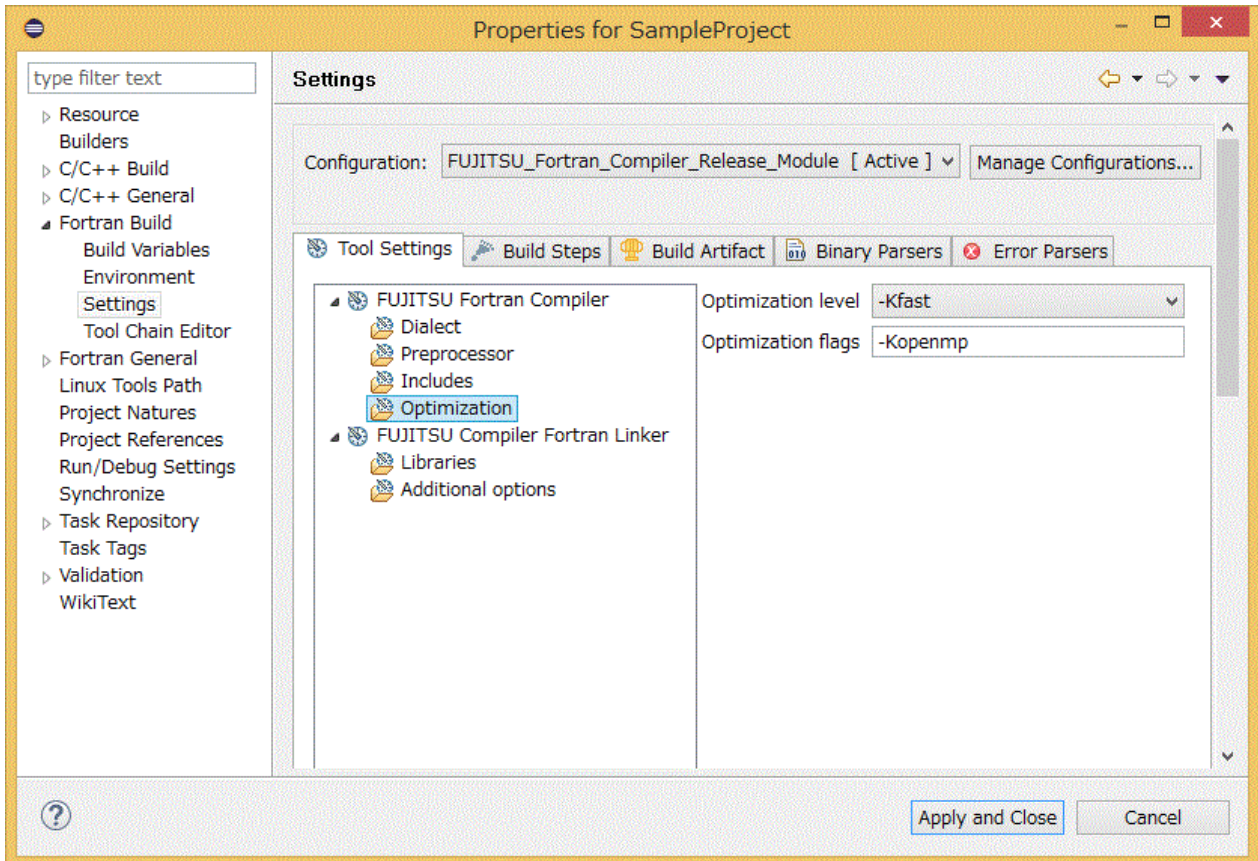 Properties for SampleProject
type filter text
Resource
Builders
C/C++ Build
C/C++ General
Fortran Build
Build Variables
Environment
Settings
Tool Chain Editor
Fortran General
Linux Tools Path
Project Natures
Project References
Run/Debug Settings
Synchronize
Task Repository
Task Tags
Validation
WikiText
Settings
Configuration: FUJITSU_Fortran_Compiler_Release_Module [ Active ] Manage Configurations...
Tool Settings Build Steps Build Artifact Binary Parsers Error Parsers
FUJITSU Fortran Compiler
Dialect
Preprocessor
Includes
Optimization
FUJITSU Compiler Fortran Linker
Libraries
Additional options
Optimization level -Kfast
Optimization flags -Kopenmp
? Apply and Close Cancel